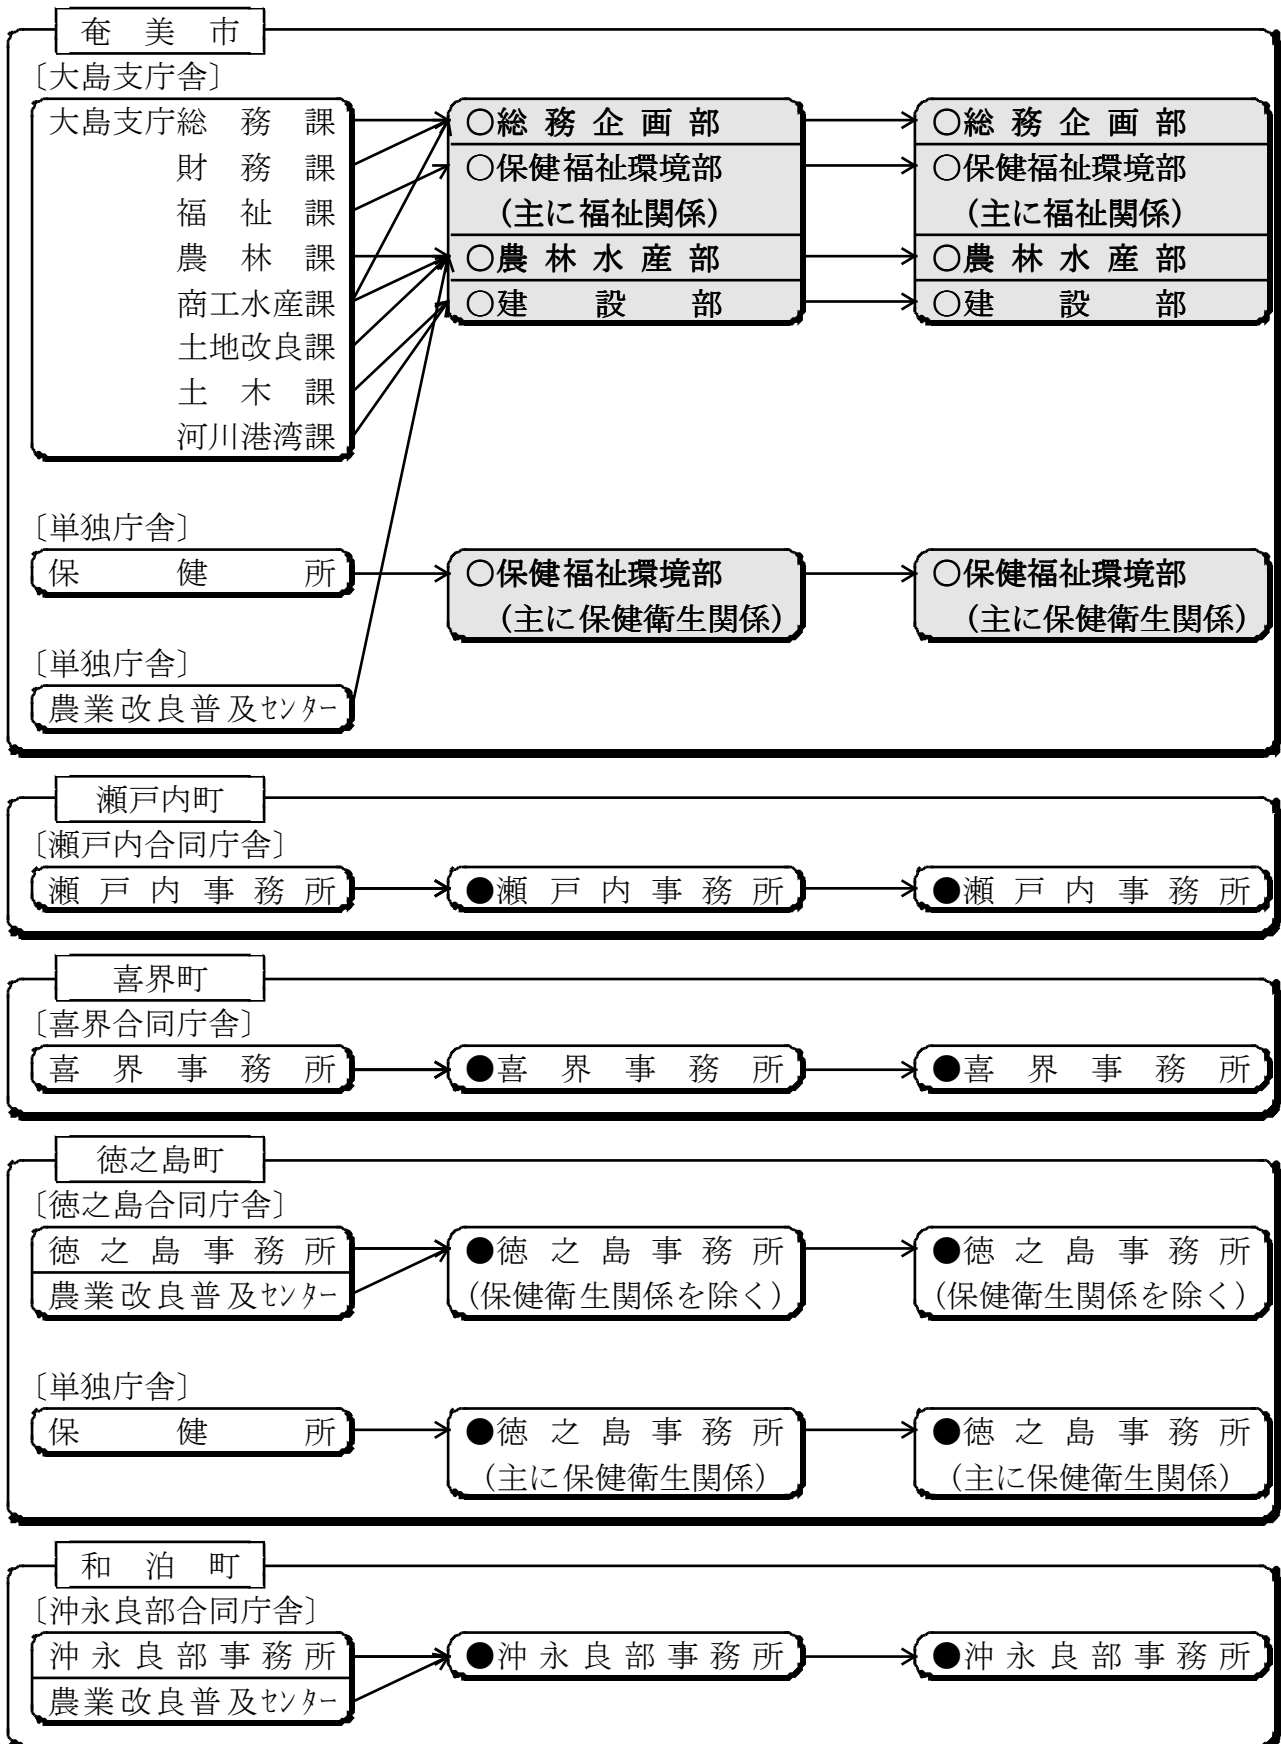 奄美市
〔大島支庁舎〕
大島支庁総務課 ○総務企画部 ○総務企画部
財務課 ○保健福祉環境部 ○保健福祉環境部
福祉課 (主に福祉関係) (主に福祉関係)
農林課 ○農林水産部 ○農林水産部
商工水産課 ○建設部 ○建設部
土地改良課
土木課
河川港湾課
〔単独庁舎〕
保健所 ○保健福祉環境部 ○保健福祉環境部
(主に保健衛生関係) (主に保健衛生関係)
〔単独庁舎〕
農業改良普及センター
瀬戸内町
〔瀬戸内合同庁舎〕
瀬戸内事務所 ●瀬戸内事務所 ●瀬戸内事務所
喜界町
〔喜界合同庁舎〕
喜界事務所 ●喜界事務所 ●喜界事務所
徳之島町
〔徳之島合同庁舎〕
徳之島事務所 ●徳之島事務所 ●徳之島事務所
農業改良普及センター (保健衛生関係を除く) (保健衛生関係を除く)
〔単独庁舎〕
保健所 ●徳之島事務所 ●徳之島事務所
(主に保健衛生関係) (主に保健衛生関係)
和泊町
〔沖永良部合同庁舎〕
沖永良部事務所 ●沖永良部事務所 ●沖永良部事務所
農業改良普及センター